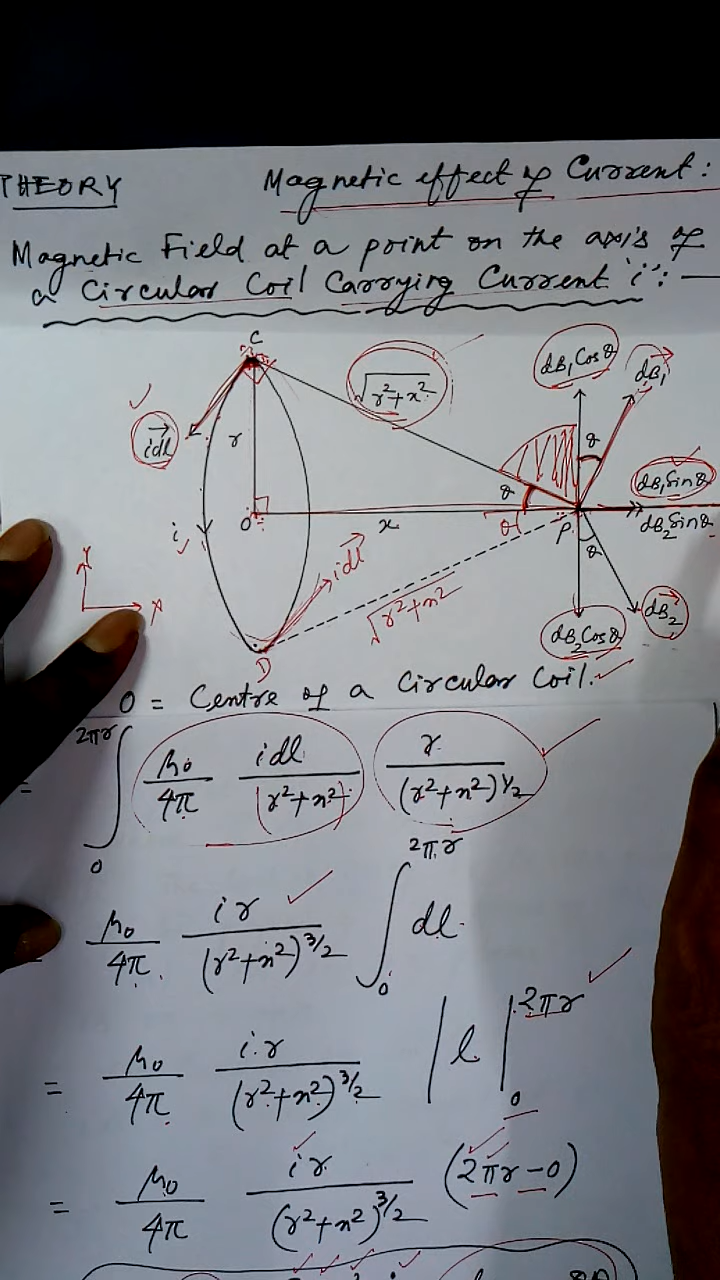 THEORY Magnetic effect of Current :
Magnetic Field at a point on the axis of
a Circular Coil Carrying Current 'i' : —
C
dB₁Cosθ
dB₁
√r²+x²
idl
r
θ
θ
dB₁Sinθ
i
O
x
θ
P
dB₂Sinθ
θ
idl
Y
X
√r²+x²
dB₂
dB₂Cosθ
D
O = Centre of a Circular Coil.
= ∫₀^2πr μ₀/4π idl/(r²+x²) r/(r²+x²)^1/2
= μ₀/4π ir/(r²+x²)^3/2 ∫₀^2πr dl.
= μ₀/4π i.r/(r²+x²)^3/2 |l|₀^2πr
= μ₀/4π ir/(r²+x²)^3/2 (2πr-0)